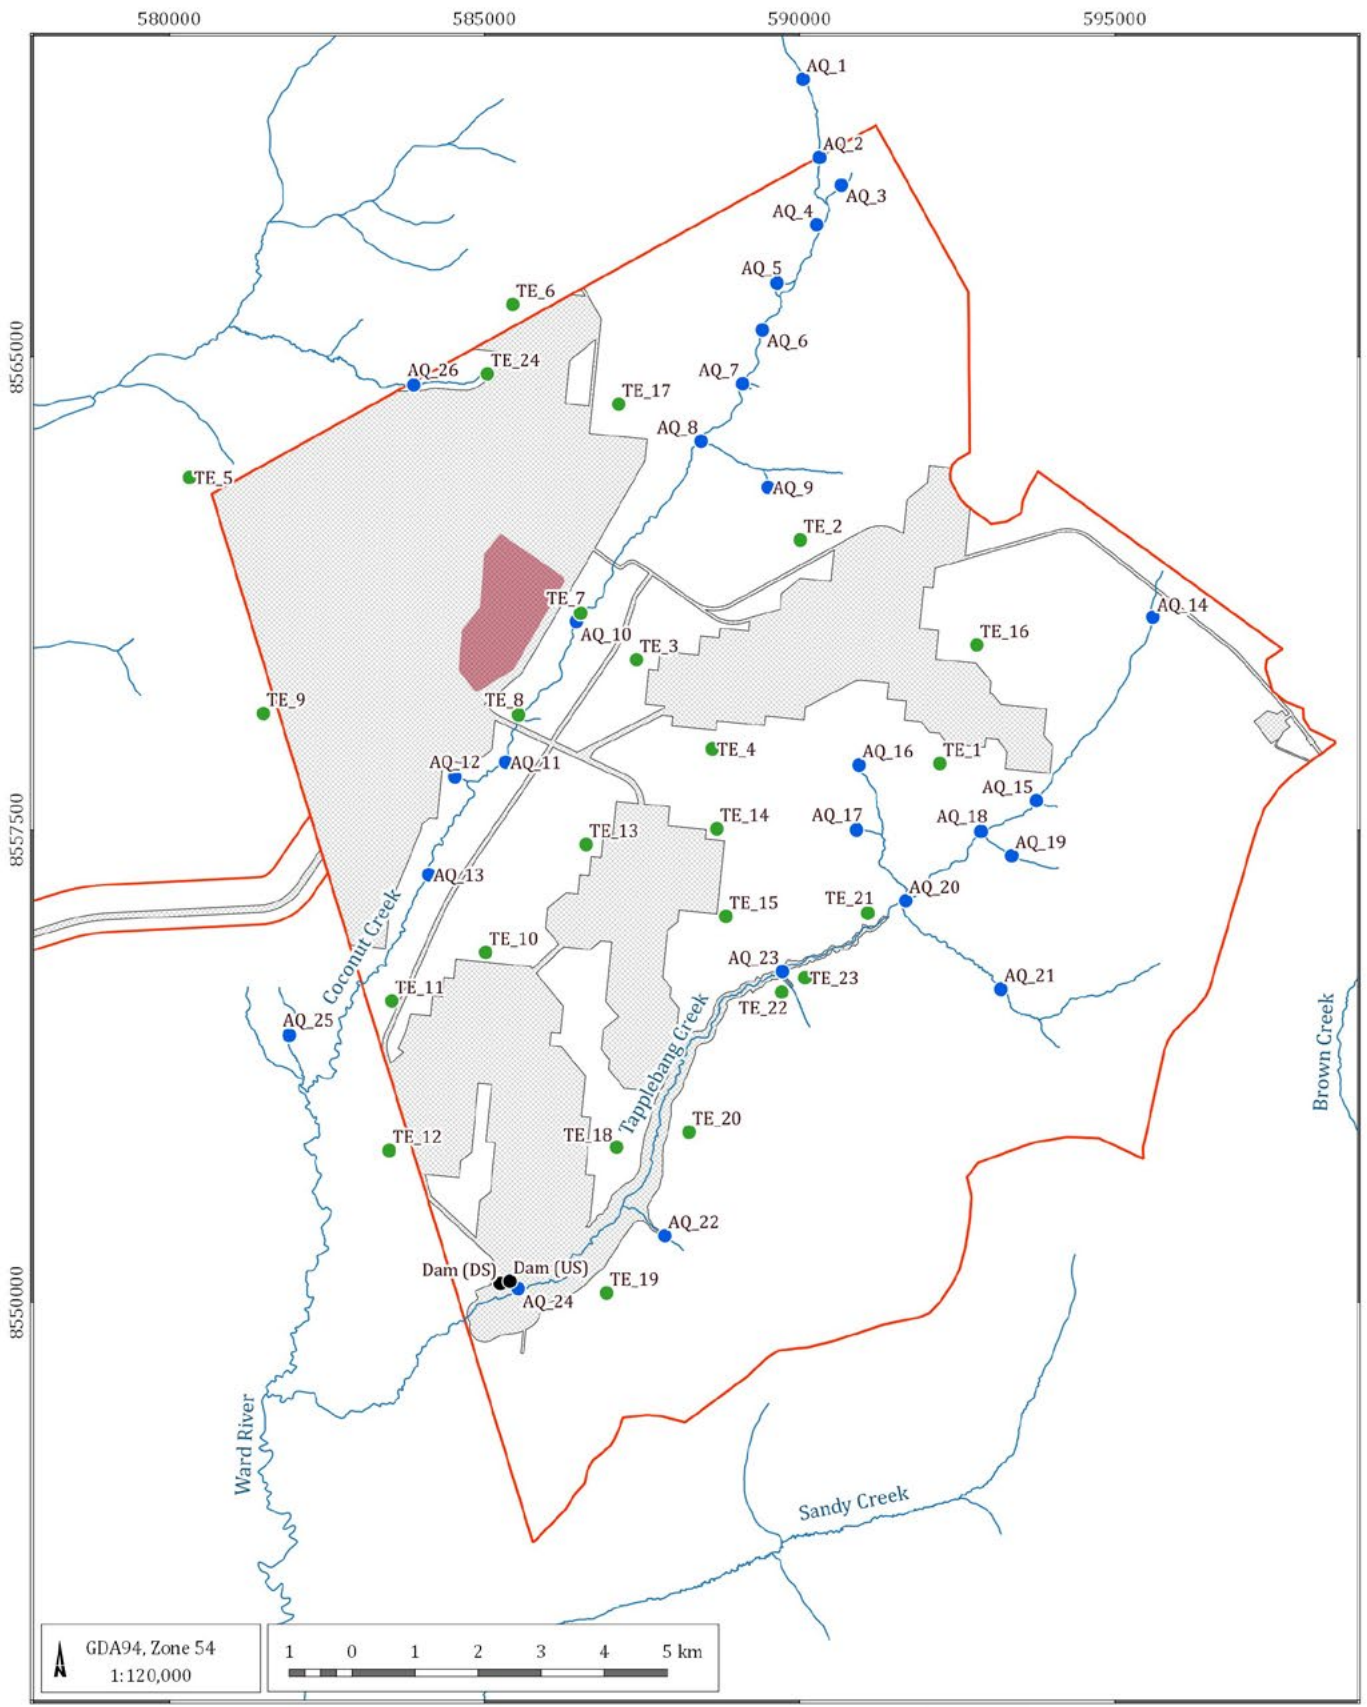 580000 585000 590000 595000
AQ_1
AQ_2
AQ_3
AQ_4
AQ_5
TE_6
AQ_6
8565000
TE_24
AQ_26
AQ_7
TE_17
AQ_8
TE_5
AQ_9
TE_2
TE_7
AQ_14
AQ_10
TE_16
TE_3
TE_9
TE_8
TE_4
AQ_16
TE_1
AQ_12
AQ_11
AQ_15
8557500
TE_13
TE_14
AQ_17
AQ_18
AQ_19
AQ_13
AQ_20
TE_21
TE_15
Coconut Creek
TE_10
AQ_23
TE_23
AQ_21
TE_11
TE_22
AQ_25
Tapplebang Creek
Brown Creek
TE_20
TE_18
TE_12
AQ_22
Dam (DS)
Dam (US)
TE_19
AQ_24
8550000
Ward River
Sandy Creek
N
GDA94, Zone 54
1:120,000
1 0 1 2 3 4 5 km